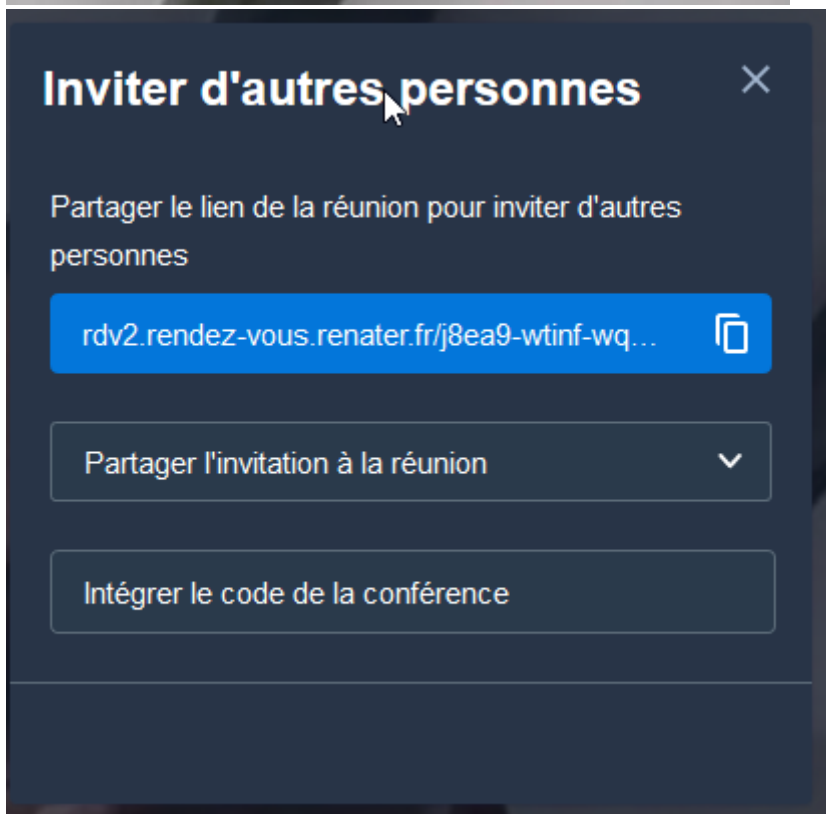 Inviter d'autres personnes
Partager le lien de la réunion pour inviter d'autres
personnes
rdv2.rendez-vous.renater.fr/j8ea9-wtinf-wq...
Partager l'invitation à la réunion
Intégrer le code de la conférence